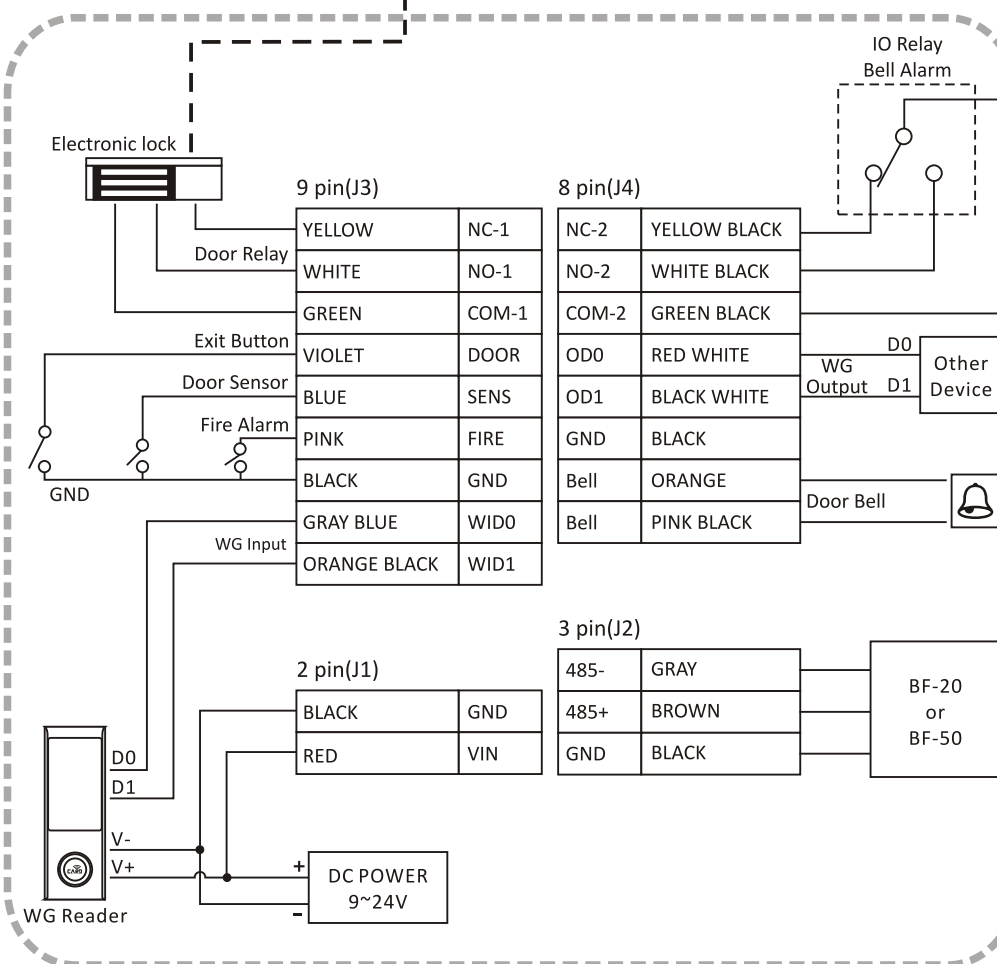 IO Relay
Bell Alarm
Electronic lock
9 pin(J3)
8 pin(J4)
Door Relay
YELLOW NC-1
WHITE NO-1
GREEN COM-1
Exit Button VIOLET DOOR
Door Sensor BLUE SENS
Fire Alarm PINK FIRE
BLACK GND
GND
GRAY BLUE WID0
WG Input
ORANGE BLACK WID1
NC-2 YELLOW BLACK
NO-2 WHITE BLACK
COM-2 GREEN BLACK
OD0 RED WHITE
OD1 BLACK WHITE
GND BLACK
Bell ORANGE
Bell PINK BLACK
D0
WG
Output D1
Other
Device
Door Bell
2 pin(J1)
BLACK GND
RED VIN
3 pin(J2)
485- GRAY
485+ BROWN
GND BLACK
BF-20
or
BF-50
D0
D1
V-
V+
CARD
WG Reader
+
-
DC POWER
9~24V